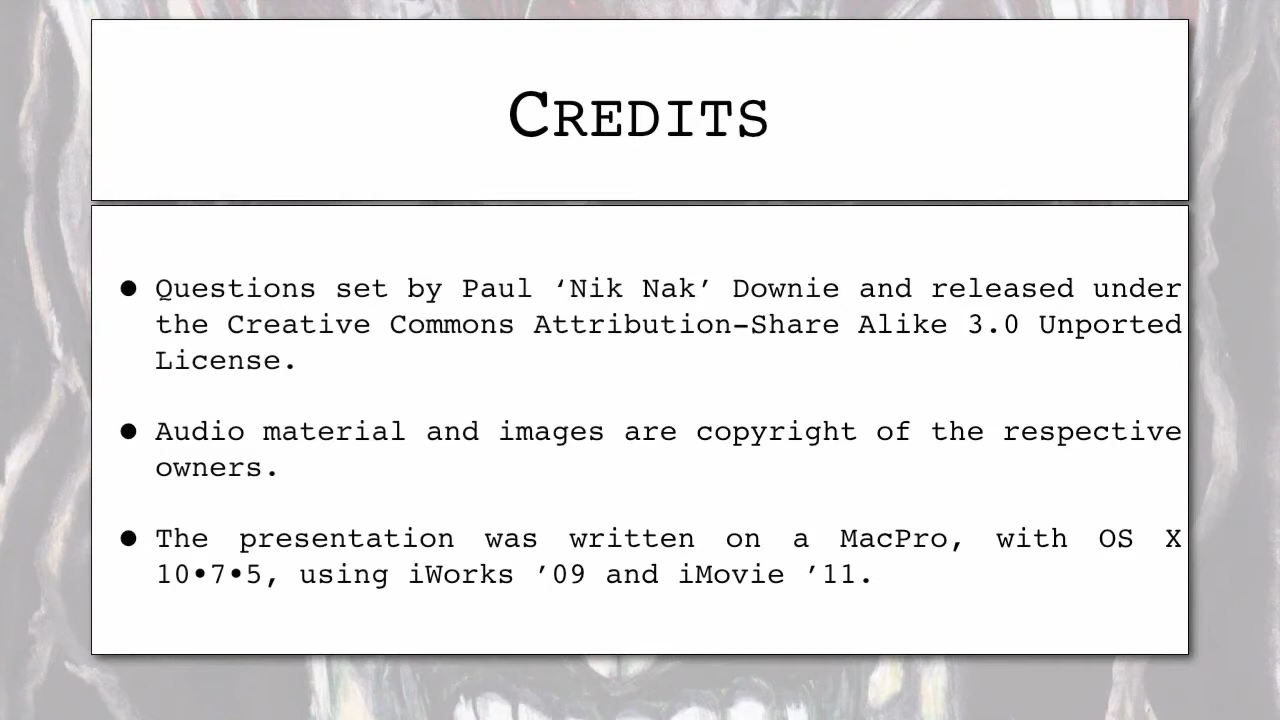 CREDITS
• Questions set by Paul ‘Nik Nak’ Downie and released under
the Creative Commons Attribution-Share Alike 3.0 Unported
License.
• Audio material and images are copyright of the respective
owners.
• The presentation was written on a MacPro, with OS X
10•7•5, using iWorks ’09 and iMovie ’11.